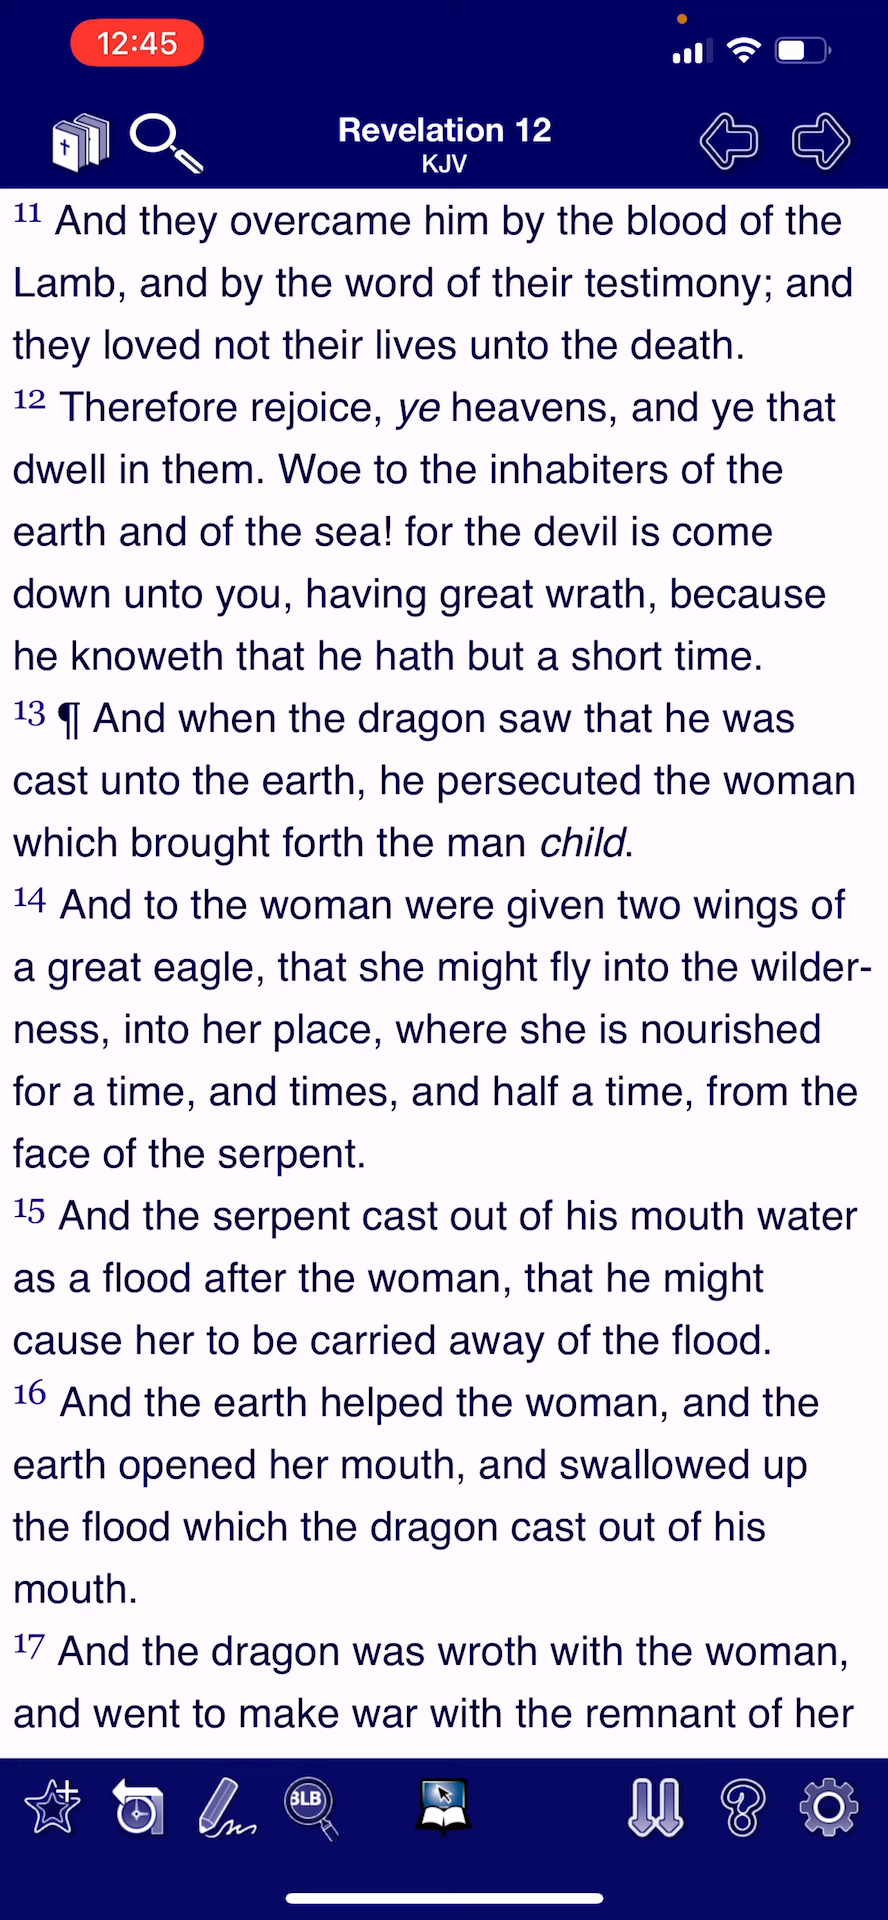 12:45
Revelation 12
KJV
11 And they overcame him by the blood of the
Lamb, and by the word of their testimony; and
they loved not their lives unto the death.
12 Therefore rejoice, ye heavens, and ye that
dwell in them. Woe to the inhabiters of the
earth and of the sea! for the devil is come
down unto you, having great wrath, because
he knoweth that he hath but a short time.
13 ¶ And when the dragon saw that he was
cast unto the earth, he persecuted the woman
which brought forth the man child.
14 And to the woman were given two wings of
a great eagle, that she might fly into the wilder-
ness, into her place, where she is nourished
for a time, and times, and half a time, from the
face of the serpent.
15 And the serpent cast out of his mouth water
as a flood after the woman, that he might
cause her to be carried away of the flood.
16 And the earth helped the woman, and the
earth opened her mouth, and swallowed up
the flood which the dragon cast out of his
mouth.
17 And the dragon was wroth with the woman,
and went to make war with the remnant of her
BLB